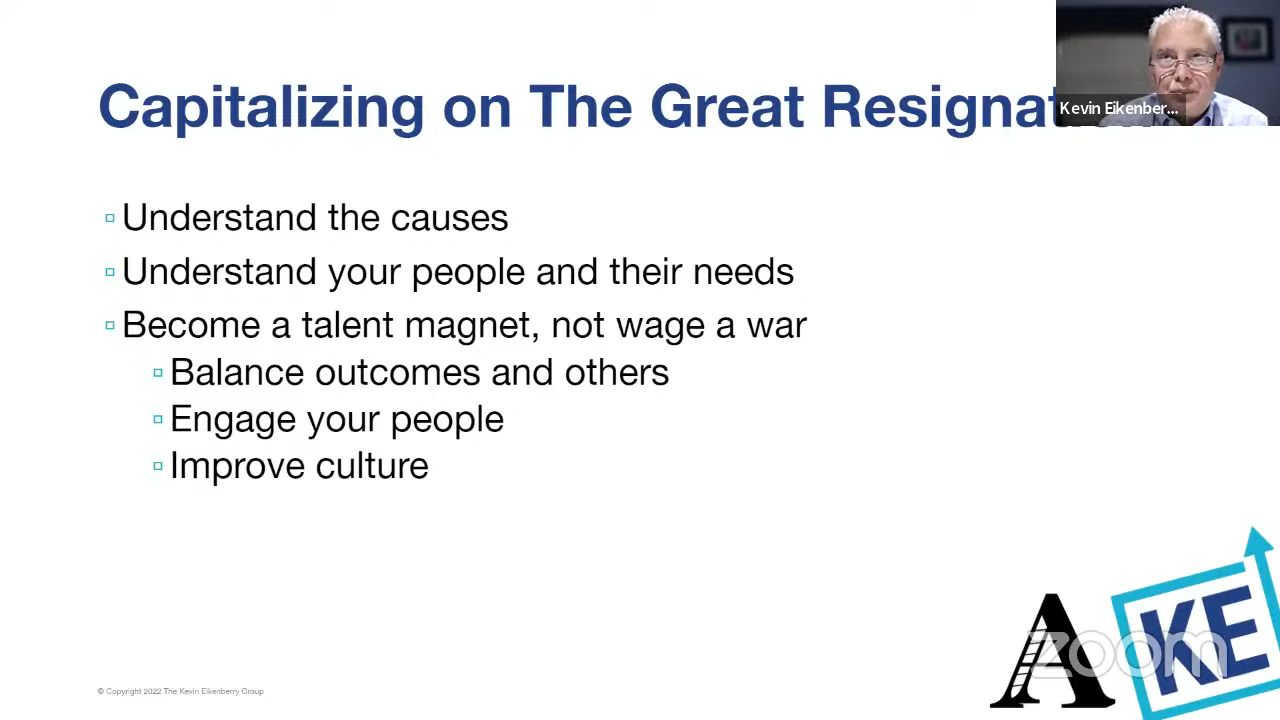 Capitalizing on The Great Resignat
Kevin Eikenber...
Understand the causes
Understand your people and their needs
Become a talent magnet, not wage a war
Balance outcomes and others
Engage your people
Improve culture
A
KE
zoom
© Copyright 2022 The Kevin Eikenberry Group